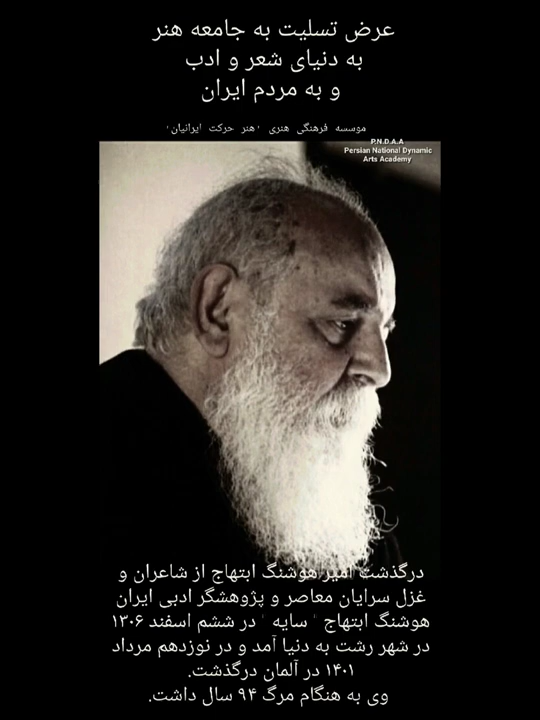 عرض تسلیت به جامعه هنر
به دنیای شعر و ادب
و به مردم ایران
موسسه فرهنگی هنری 'هنر حرکت ایرانیان'
P.N.D.A.A
Persian National Dynamic
Arts Academy
درگذشت امیر هوشنگ ابتهاج از شاعران و
غزل سرایان معاصر و پژوهشگر ادبی ایران
هوشنگ ابتهاج ' سایه ' در ششم اسفند ۱۳۰۶
در شهر رشت به دنیا آمد و در نوزدهم مرداد
۱۴۰۱ در آلمان درگذشت.
وی به هنگام مرگ ۹۴ سال داشت.